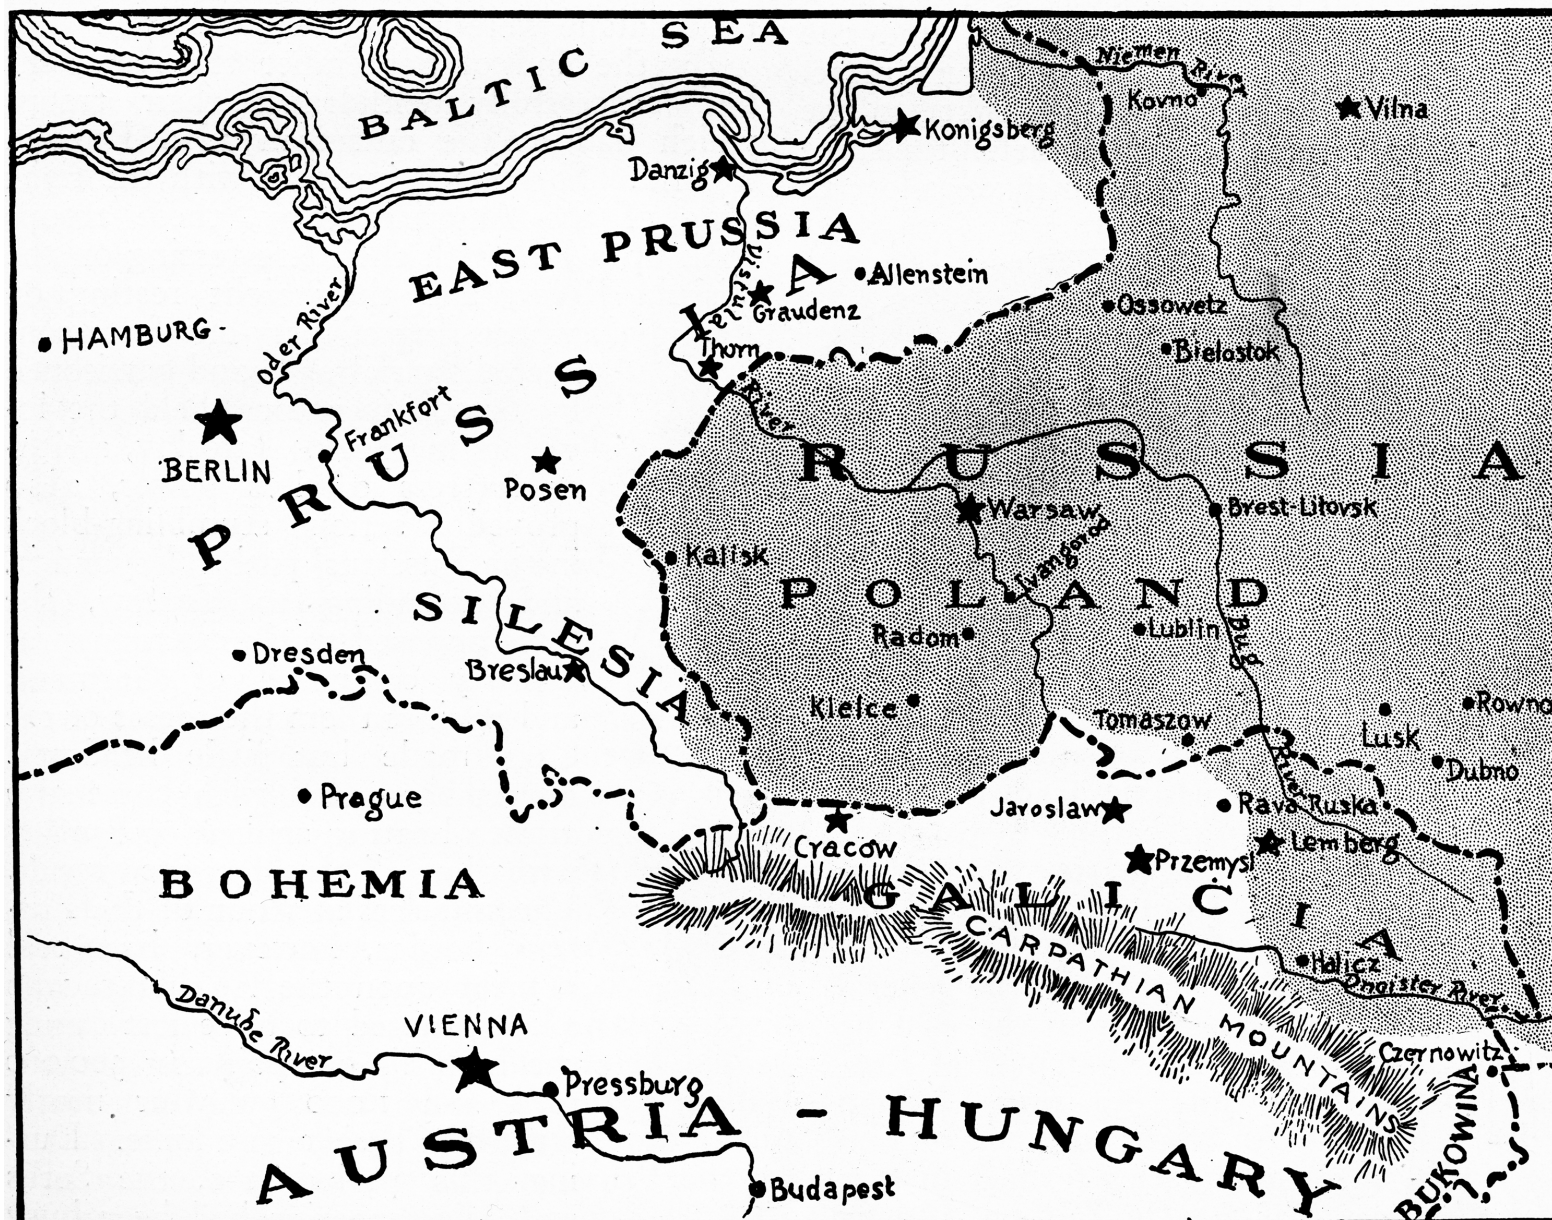 BALTIC SEA
Niemen River
Kovno
Vilna
Konigsberg
Danzig
EAST PRUSSIA
Allenstein
Vistula River
Graudenz
Thorn
Ossowetz
Bielostok
HAMBURG
Oder River
BERLIN
Frankfort
PRUSSIA
Posen
RUSSIA
Warsaw
Brest-Litovsk
Ivangorod
Kalisk
POLAND
SILESIA
Radom
Lublin
Bug River
Dresden
Breslau
Kielce
Tomaszow
Lusk
Rowno
Dubno
Prague
Jaroslaw
Rava Ruska
Cracow
Lemberg
Przemysl
BOHEMIA
GALICIA
CARPATHIAN MOUNTAINS
Halicz
Dneister River
Danube River
VIENNA
Czernowitz
Pressburg
BUKOWINA
AUSTRIA-HUNGARY
Budapest